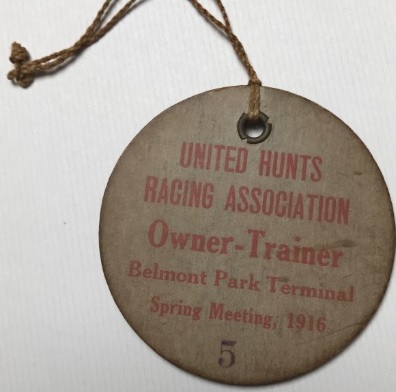 UNITED HUNTS
RACING ASSOCIATION
Owner-Trainer
Belmont Park Terminal
Spring Meeting, 1916
5